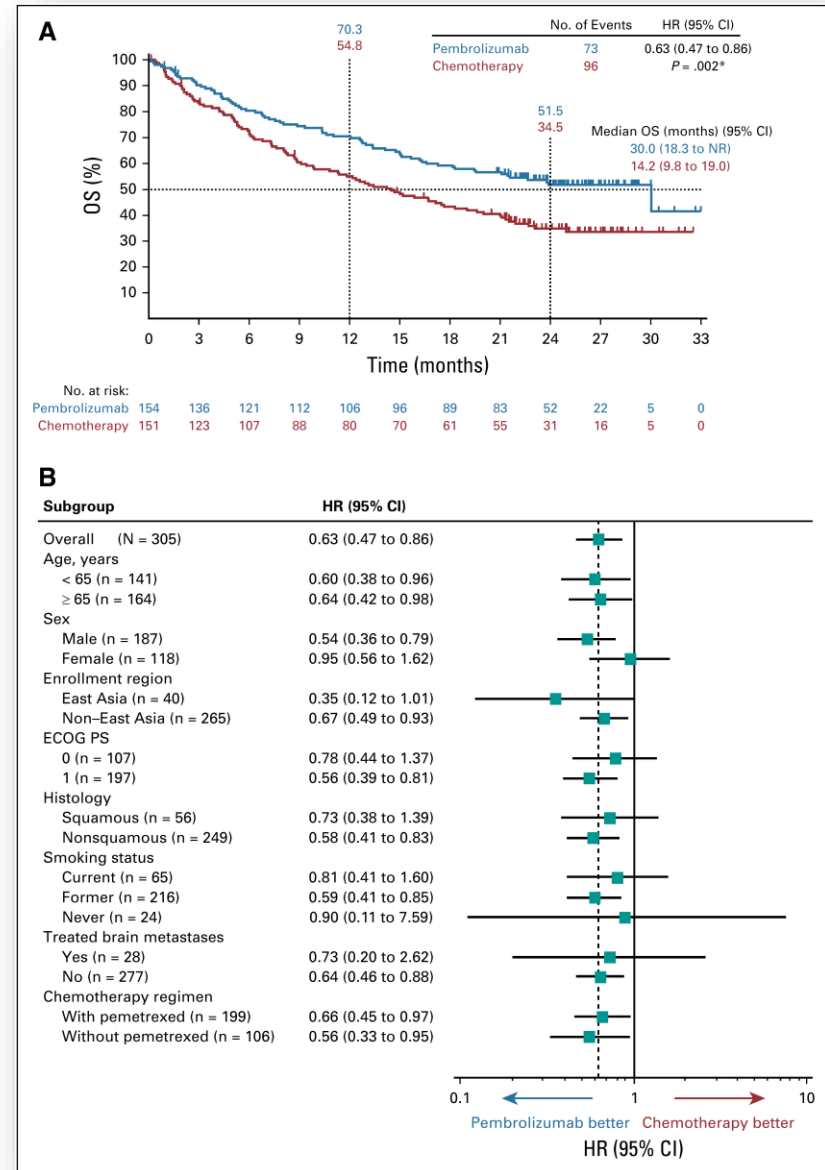 A
70.3
54.8
No. of Events HR (95% CI)
Pembrolizumab 73 0.63 (0.47 to 0.86)
Chemotherapy 96 P = .002*
51.5
34.5
Median OS (months) (95% CI)
30.0 (18.3 to NR)
14.2 (9.8 to 19.0)
OS (%)
100
90
80
70
60
50
40
30
20
10
0 3 6 9 12 15 18 21 24 27 30 33
Time (months)
No. at risk:
Pembrolizumab 154 136 121 112 106 96 89 83 52 22 5 0
Chemotherapy 151 123 107 88 80 70 61 55 31 16 5 0
B
Subgroup HR (95% CI)
Overall (N = 305) 0.63 (0.47 to 0.86)
Age, years
< 65 (n = 141) 0.60 (0.38 to 0.96)
≥ 65 (n = 164) 0.64 (0.42 to 0.98)
Sex
Male (n = 187) 0.54 (0.36 to 0.79)
Female (n = 118) 0.95 (0.56 to 1.62)
Enrollment region
East Asia (n = 40) 0.35 (0.12 to 1.01)
Non–East Asia (n = 265) 0.67 (0.49 to 0.93)
ECOG PS
0 (n = 107) 0.78 (0.44 to 1.37)
1 (n = 197) 0.56 (0.39 to 0.81)
Histology
Squamous (n = 56) 0.73 (0.38 to 1.39)
Nonsquamous (n = 249) 0.58 (0.41 to 0.83)
Smoking status
Current (n = 65) 0.81 (0.41 to 1.60)
Former (n = 216) 0.59 (0.41 to 0.85)
Never (n = 24) 0.90 (0.11 to 7.59)
Treated brain metastases
Yes (n = 28) 0.73 (0.20 to 2.62)
No (n = 277) 0.64 (0.46 to 0.88)
Chemotherapy regimen
With pemetrexed (n = 199) 0.66 (0.45 to 0.97)
Without pemetrexed (n = 106) 0.56 (0.33 to 0.95)
0.1 1 10
Pembrolizumab better Chemotherapy better
HR (95% CI)